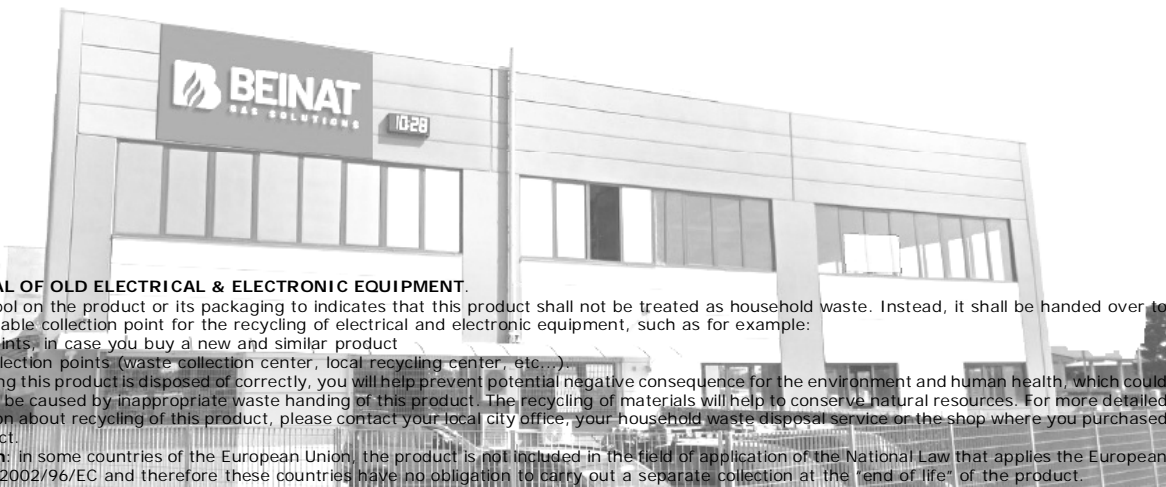 BEINAT
GAS SOLUTIONS
10:28
AL OF OLD ELECTRICAL & ELECTRONIC EQUIPMENT.
ool on the product or its packaging to indicates that this product shall not be treated as household waste. Instead, it shall be handed over to
able collection point for the recycling of electrical and electronic equipment, such as for example:
ints, in case you buy a new and similar product
lection points (waste collection center, local recycling center, etc...).
ng this product is disposed of correctly, you will help prevent potential negative consequence for the environment and human health, which could
be caused by inappropriate waste handing of this product. The recycling of materials will help to conserve natural resources. For more detailed
on about recycling of this product, please contact your local city office, your household waste disposal service or the shop where you purchased
ct.
n: in some countries of the European Union, the product is not included in the field of application of the National Law that applies the European
2002/96/EC and therefore these countries have no obligation to carry out a separate collection at the "end of life" of the product.